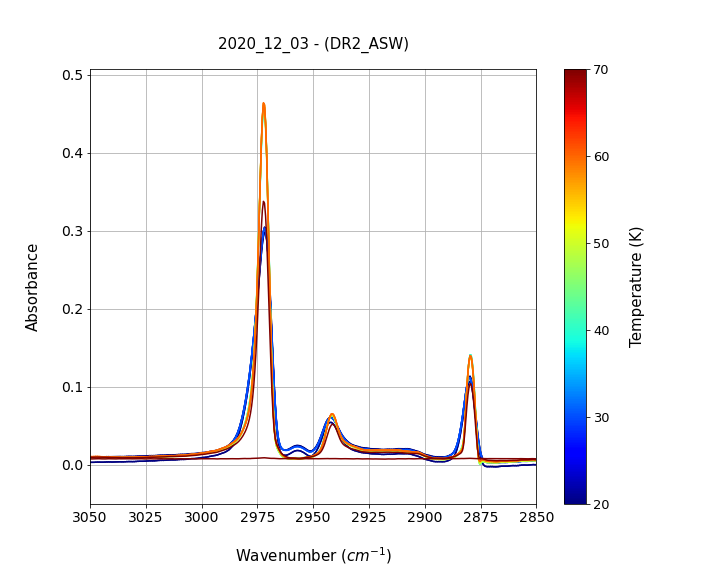 2020_12_03 - (DR2_ASW)
0.5
0.4
0.3
0.2
0.1
0.0
Absorbance
3050 3025 3000 2975 2950 2925 2900 2875 2850
Wavenumber (cm⁻¹)
70
60
50
40
30
20
Temperature (K)